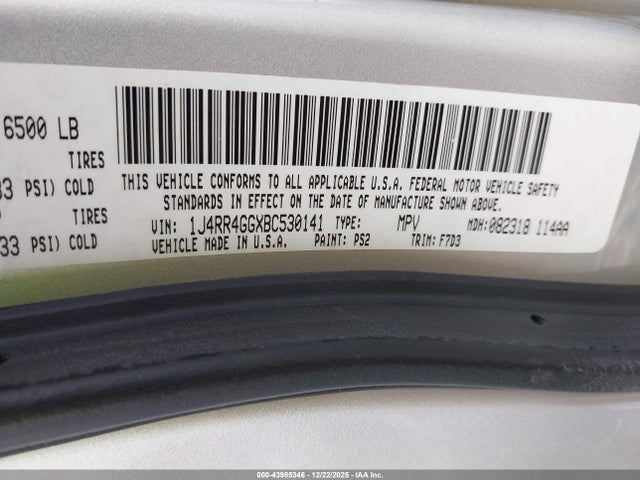 6500 LB
TIRES
33 PSI) COLD
TIRES
33 PSI) COLD
THIS VEHICLE CONFORMS TO ALL APPLICABLE U.S.A. FEDERAL MOTOR VEHICLE SAFETY
STANDARDS IN EFFECT ON THE DATE OF MANUFACTURE SHOWN ABOVE.
VIN: 1J4RR4GGXBC530141 TYPE: MPV MDH:082318 114AA
VEHICLE MADE IN U.S.A. PAINT: PS2 TRIM: F7D3
000-43985346 • 12/22/2025 • IAA Inc.